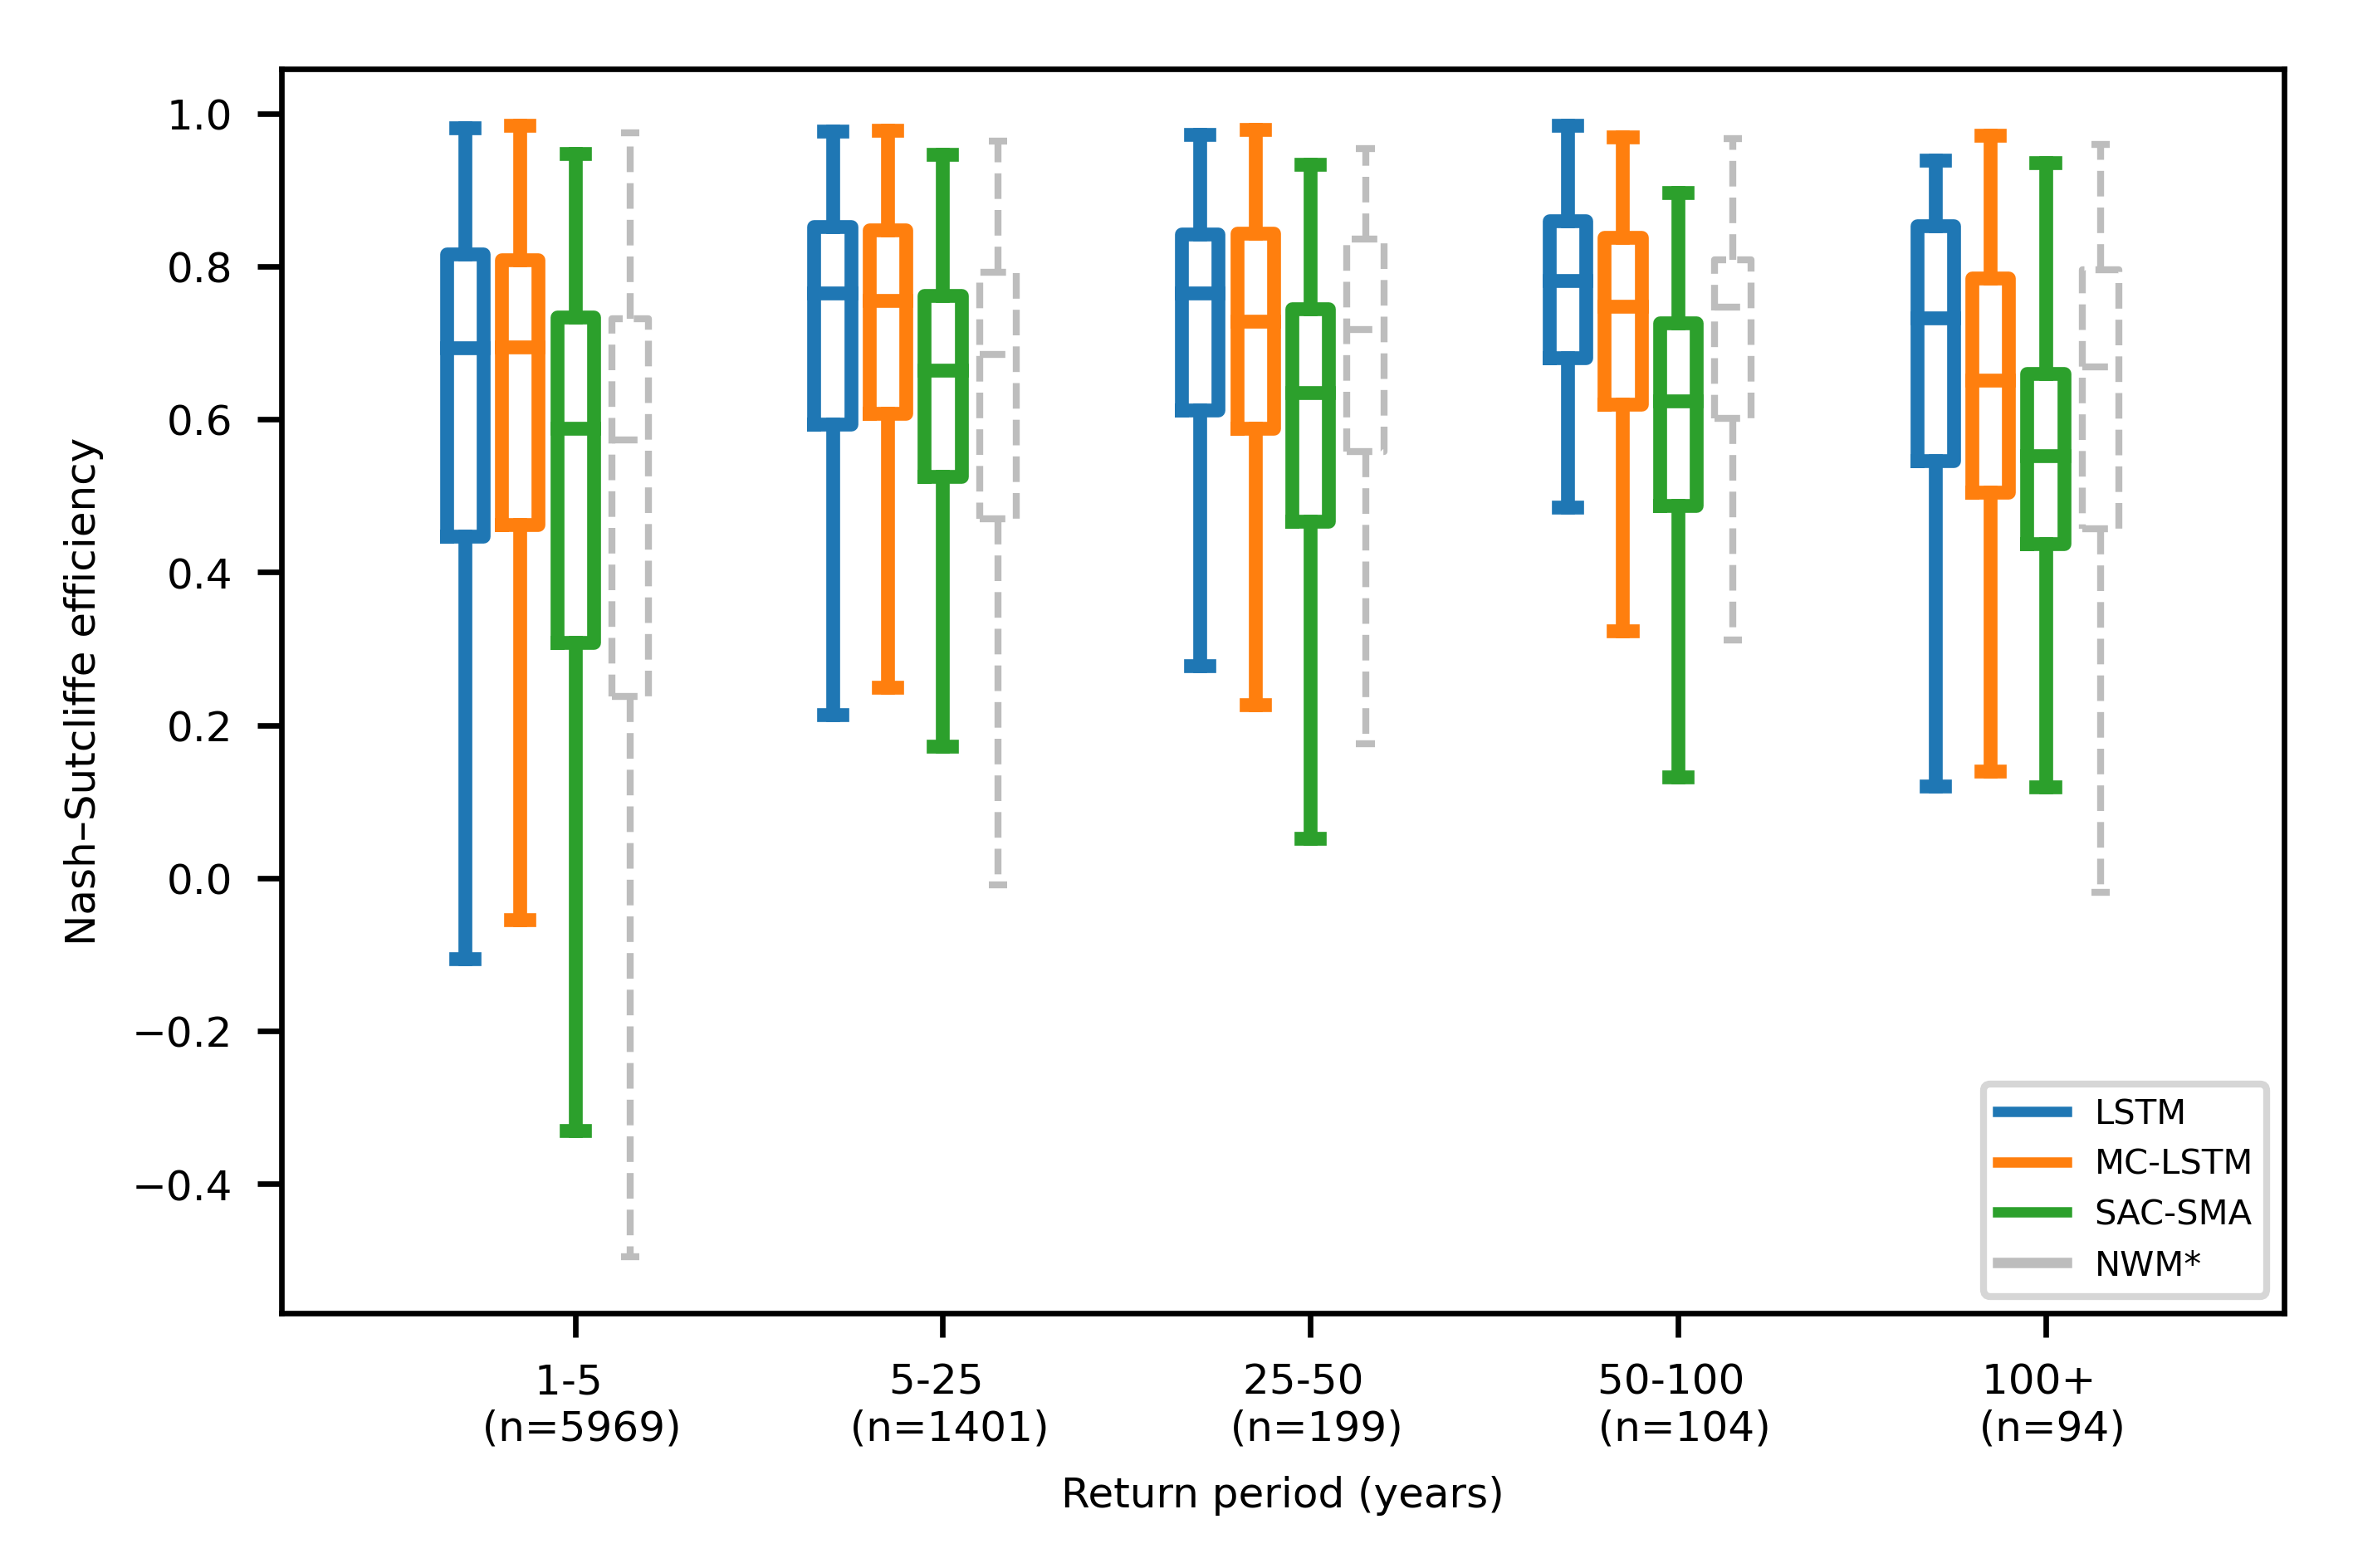 Nash–Sutcliffe efficiency
1.0
0.8
0.6
0.4
0.2
0.0
−0.2
−0.4
LSTM
MC-LSTM
SAC-SMA
NWM*
1-5 5-25 25-50 50-100 100+
(n=5969) (n=1401) (n=199) (n=104) (n=94)
Return period (years)